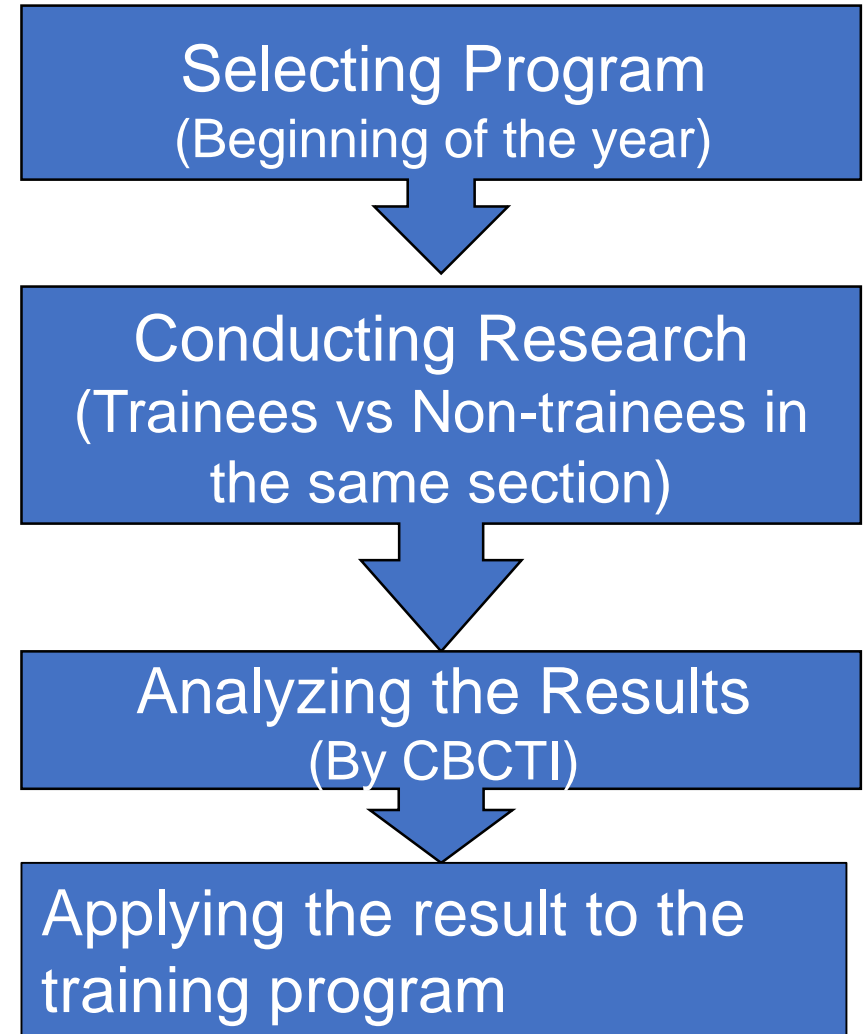 Selecting Program
(Beginning of the year)
Conducting Research
(Trainees vs Non-trainees in
the same section)
Analyzing the Results
(By CBCTI)
Applying the result to the
training program